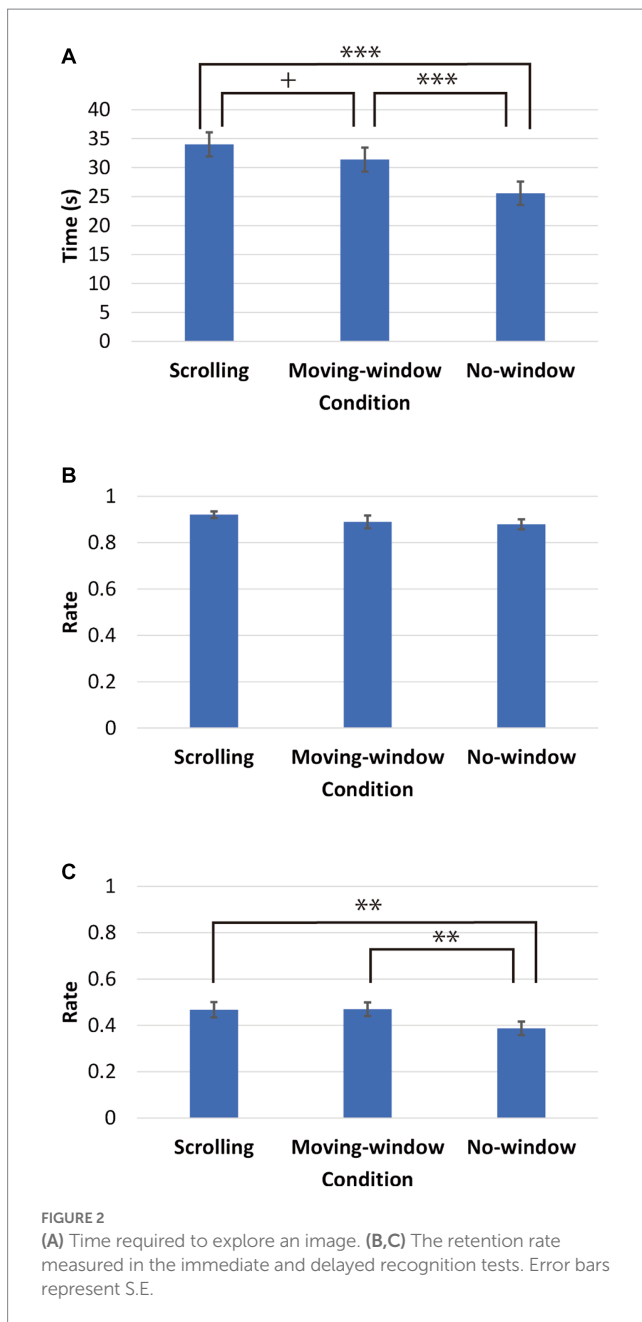 A
***
+ ***
40
35
30
25
20
15
10
5
0
Time (s)
Scrolling Moving-window No-window
Condition
B
1
0.8
0.6
0.4
0.2
0
Rate
Scrolling Moving-window No-window
Condition
C
1
**
0.8
**
0.6
0.4
0.2
0
Rate
Scrolling Moving-window No-window
Condition
FIGURE 2
(A) Time required to explore an image. (B,C) The retention rate
measured in the immediate and delayed recognition tests. Error bars
represent S.E.